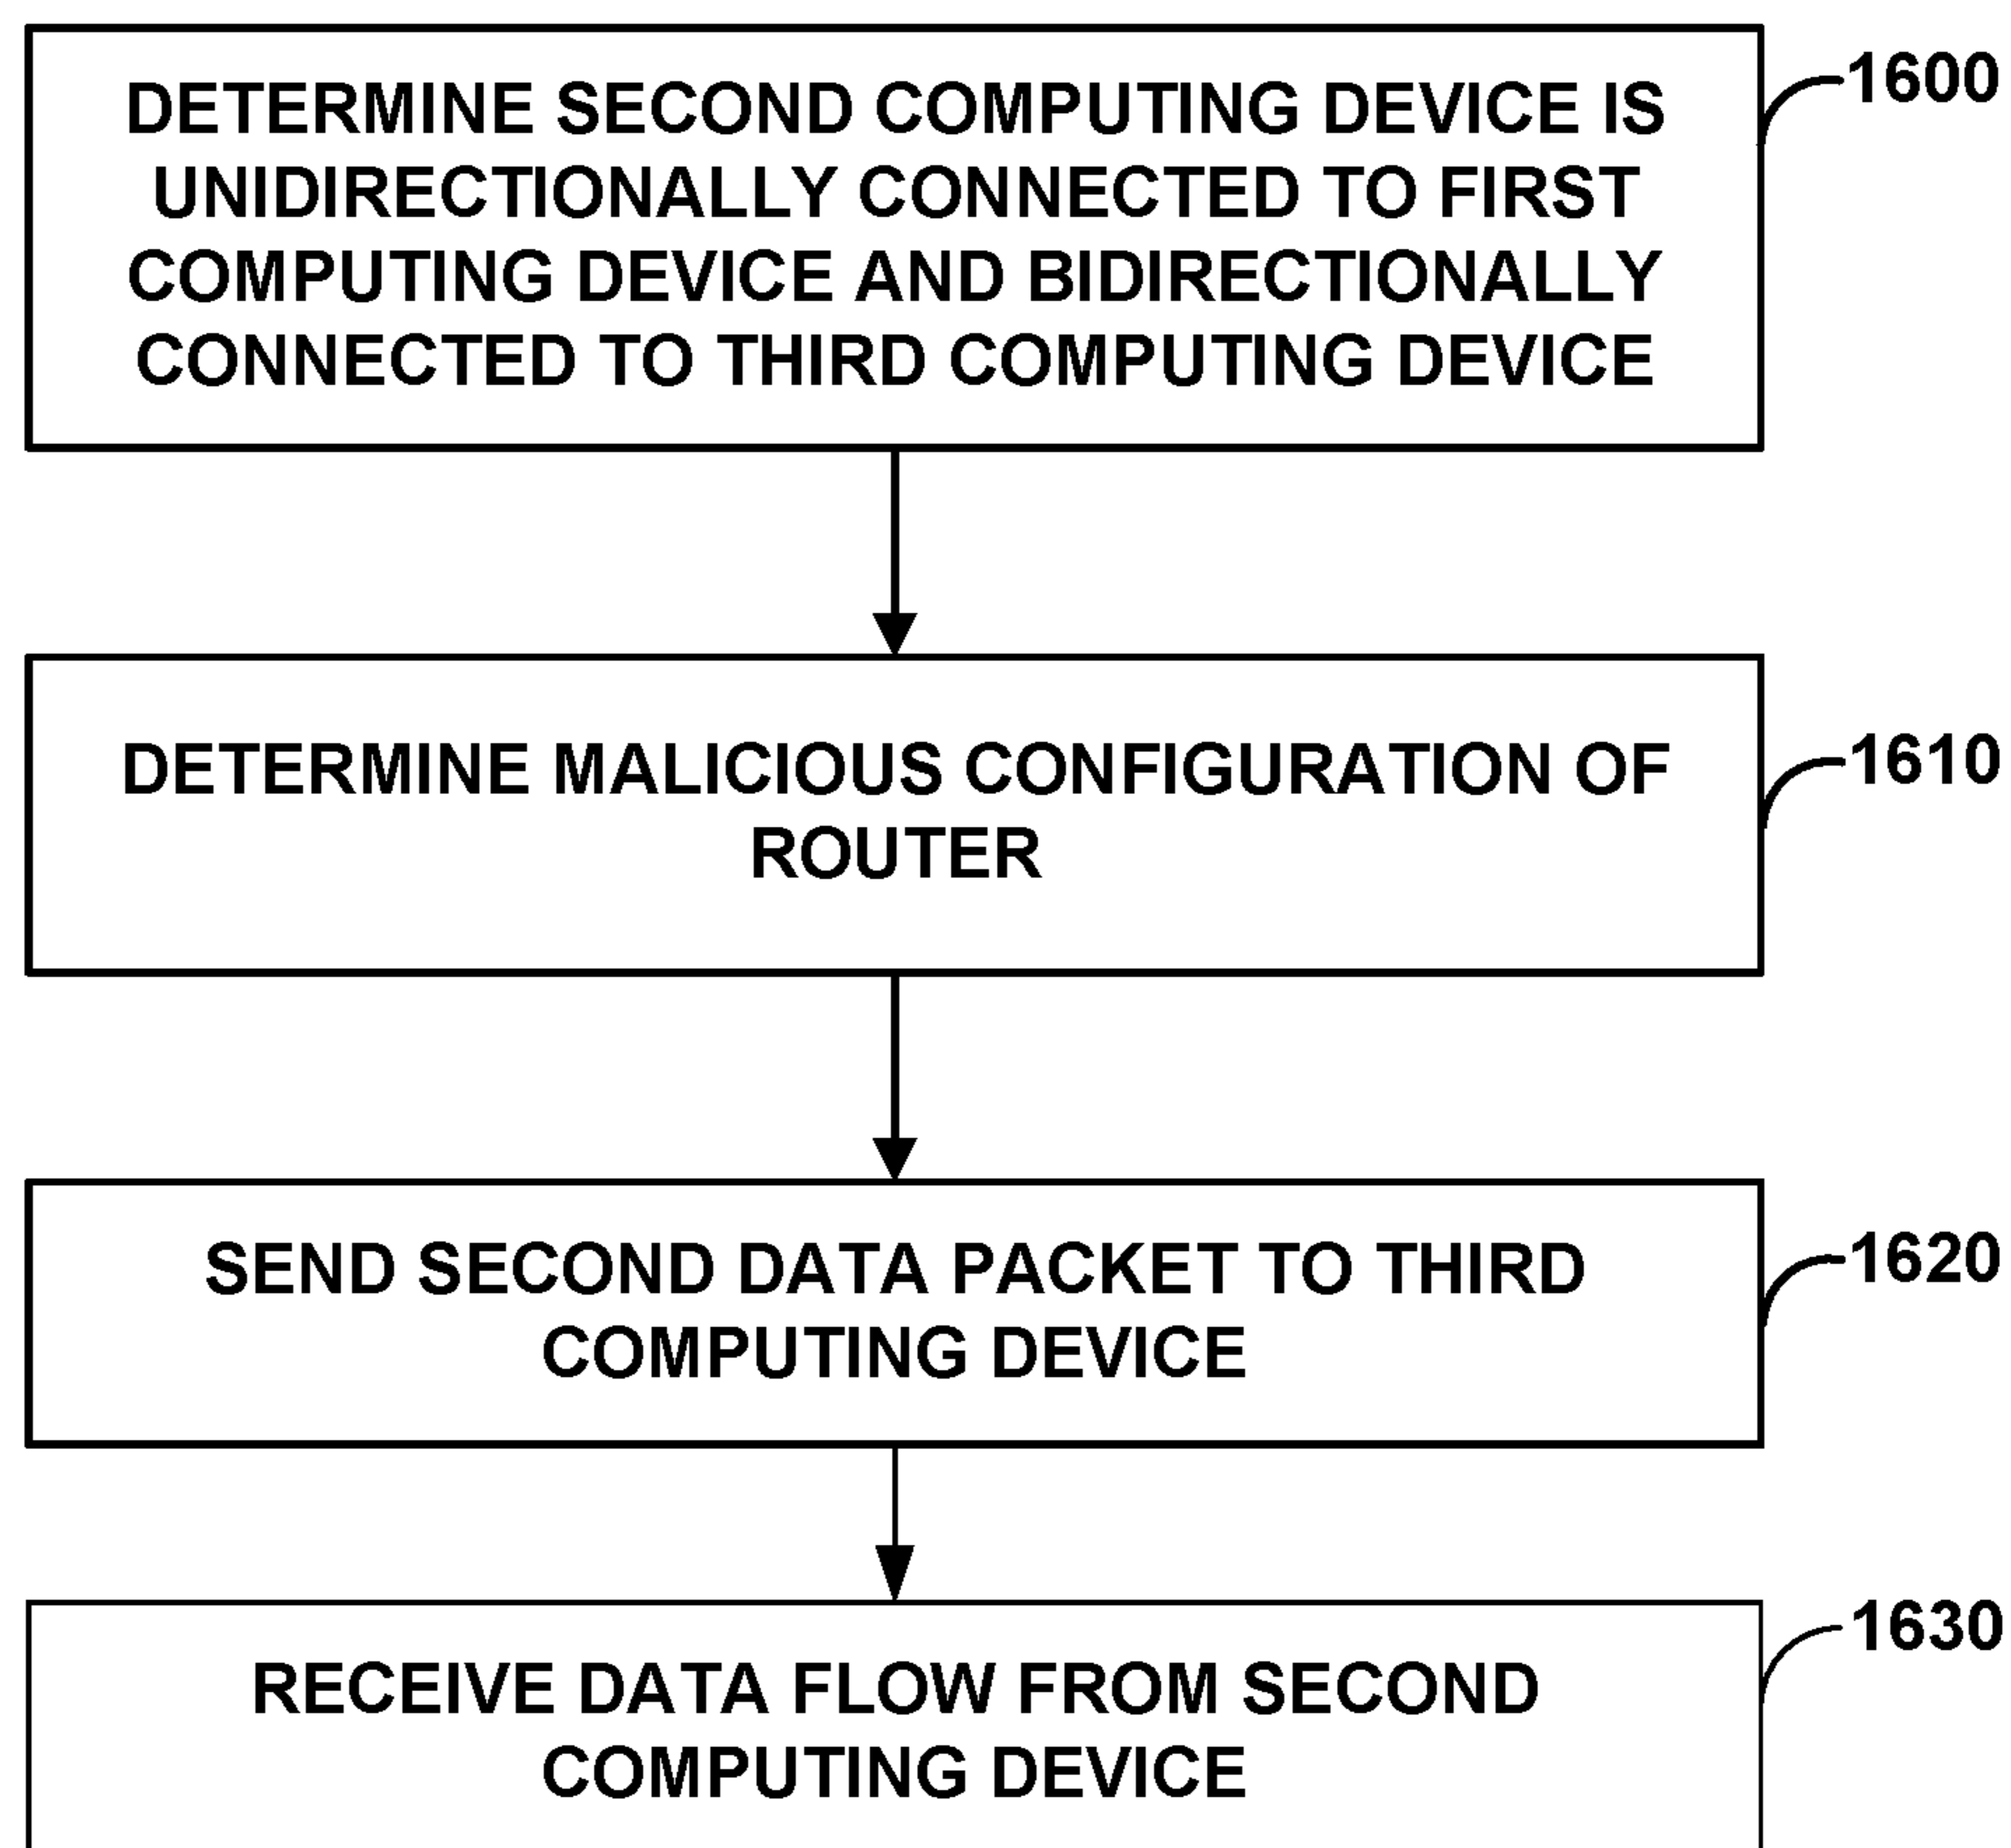 DETERMINE SECOND COMPUTING DEVICE IS
UNIDIRECTIONALLY CONNECTED TO FIRST
COMPUTING DEVICE AND BIDIRECTIONALLY
CONNECTED TO THIRD COMPUTING DEVICE
1600
DETERMINE MALICIOUS CONFIGURATION OF
ROUTER
1610
SEND SECOND DATA PACKET TO THIRD
COMPUTING DEVICE
1620
RECEIVE DATA FLOW FROM SECOND
COMPUTING DEVICE
1630